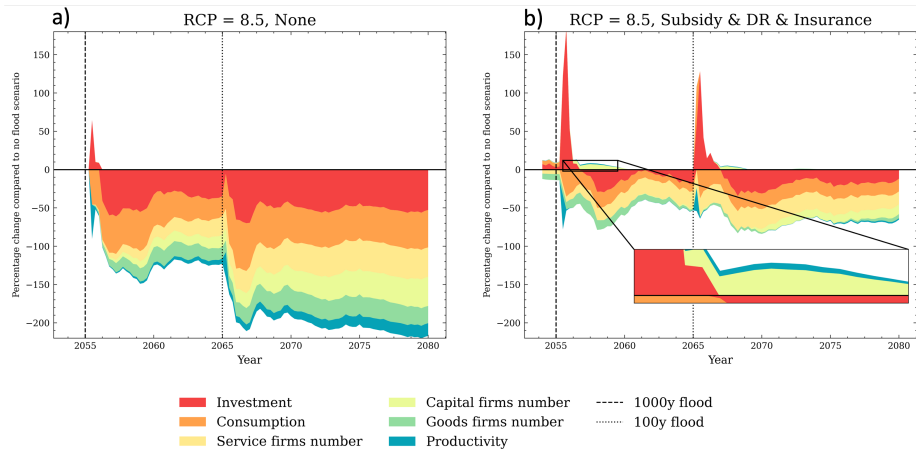 a)
RCP = 8.5, None
Percentage change compared to no flood scenario
150
100
50
0
−50
−100
−150
−200
2055
2060
2065
2070
2075
2080
Year
b)
RCP = 8.5, Subsidy & DR & Insurance
Percentage change compared to no flood scenario
150
100
50
0
−50
−100
−150
−200
2055
2060
2065
2070
2075
2080
Year
Investment
Consumption
Service firms number
Capital firms number
Goods firms number
Productivity
1000y flood
100y flood